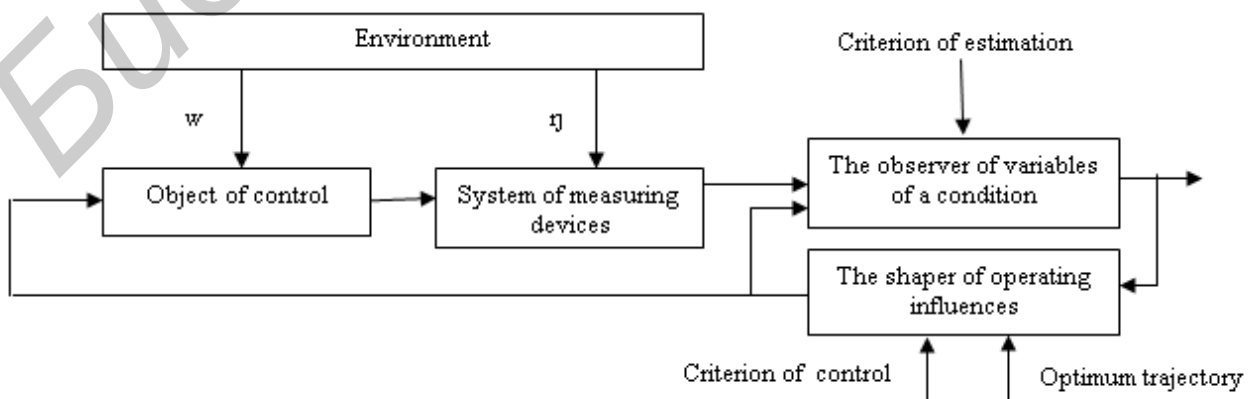 Environment
Criterion of estimation
w
η
Object of control
System of measuring
devices
The observer of variables
of a condition
The shaper of operating
influences
Criterion of control
Optimum trajectory